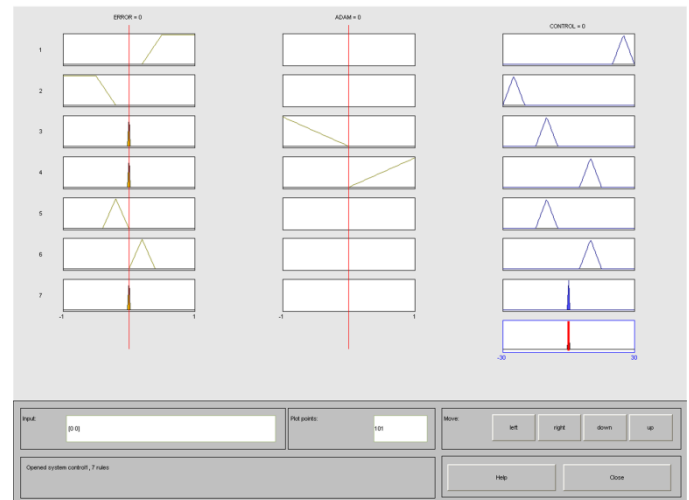 ERROR = 0
ADAM = 0
CONTROL = 0
1
2
3
4
5
6
7
-1
1
-1
1
-30
30
Input:
[0 0]
Plot points:
101
Move:
left
right
down
up
Opened system controll , 7 rules
Help
Close